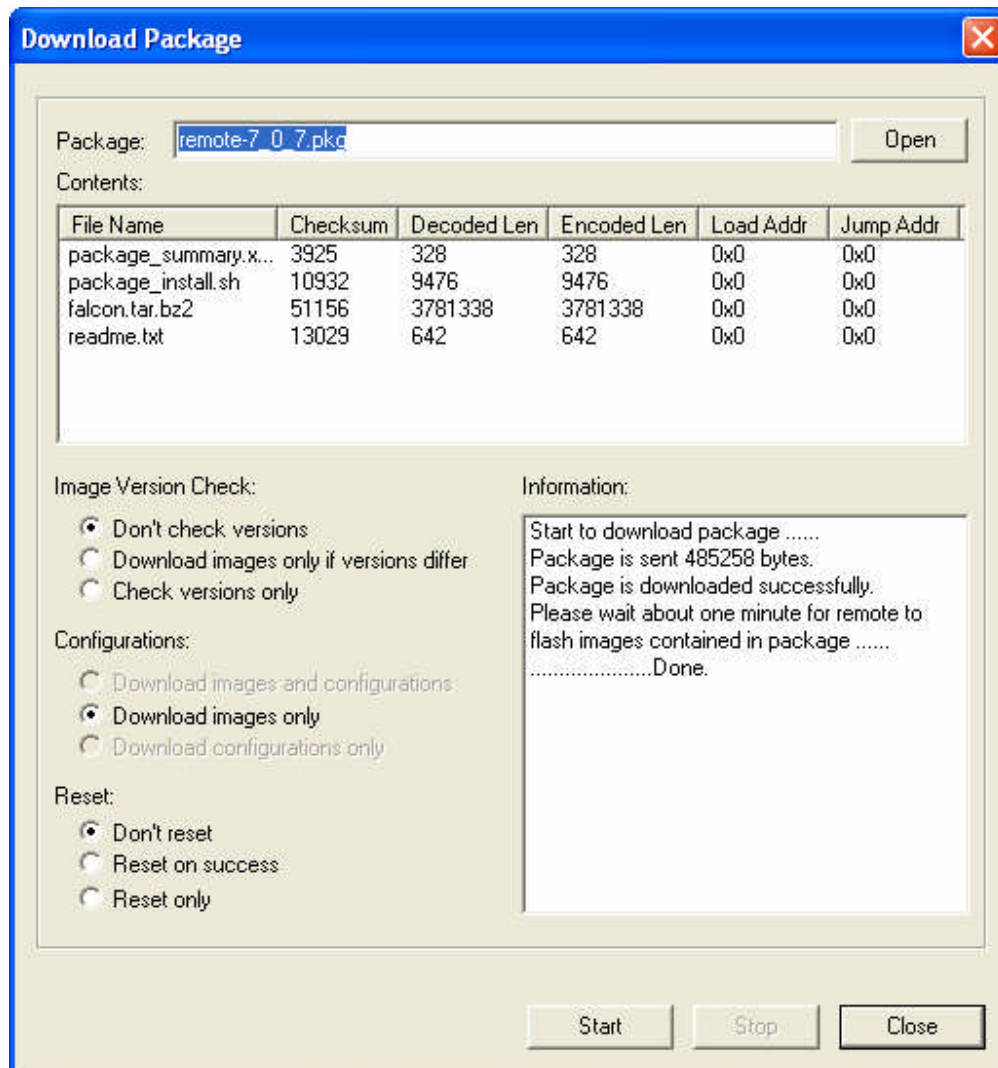 Download Package
Package: remote-7_0_7.pkg Open
Contents:
File Name Checksum Decoded Len Encoded Len Load Addr Jump Addr
package_summary.x... 3925 328 328 0x0 0x0
package_install.sh 10932 9476 9476 0x0 0x0
falcon.tar.bz2 51156 3781338 3781338 0x0 0x0
readme.txt 13029 642 642 0x0 0x0
Image Version Check:
Don't check versions
Download images only if versions differ
Check versions only
Configurations:
Download images and configurations
Download images only
Download configurations only
Reset:
Don't reset
Reset on success
Reset only
Information:
Start to download package ......
Package is sent 485258 bytes.
Package is downloaded successfully.
Please wait about one minute for remote to
flash images contained in package ......
......................Done.
Start Stop Close